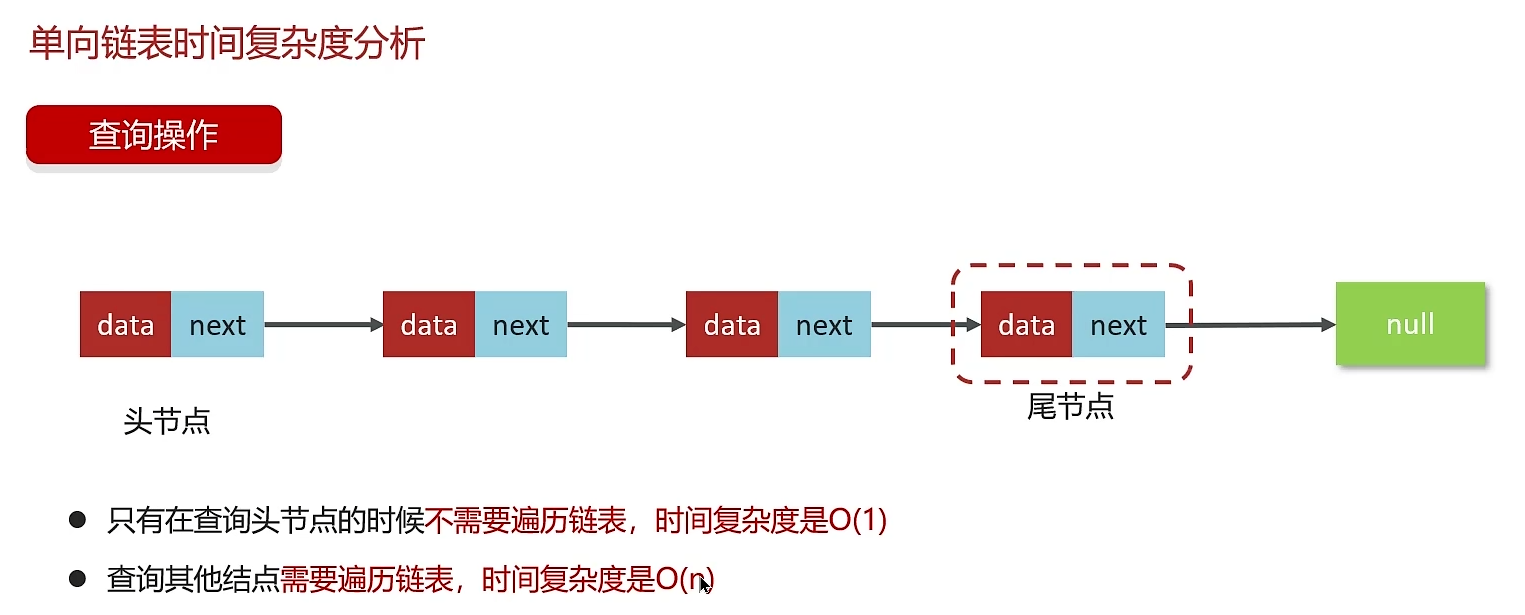 单向链表时间复杂度分析
查询操作
data next data next data next data next null
头节点
尾节点
只有在查询头节点的时候不需要遍历链表，时间复杂度是O(1)
查询其他结点需要遍历链表，时间复杂度是O(n)